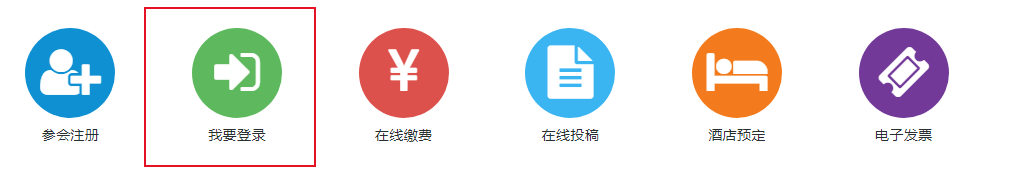 参会注册
我要登录
在线缴费
在线投稿
酒店预定
电子发票